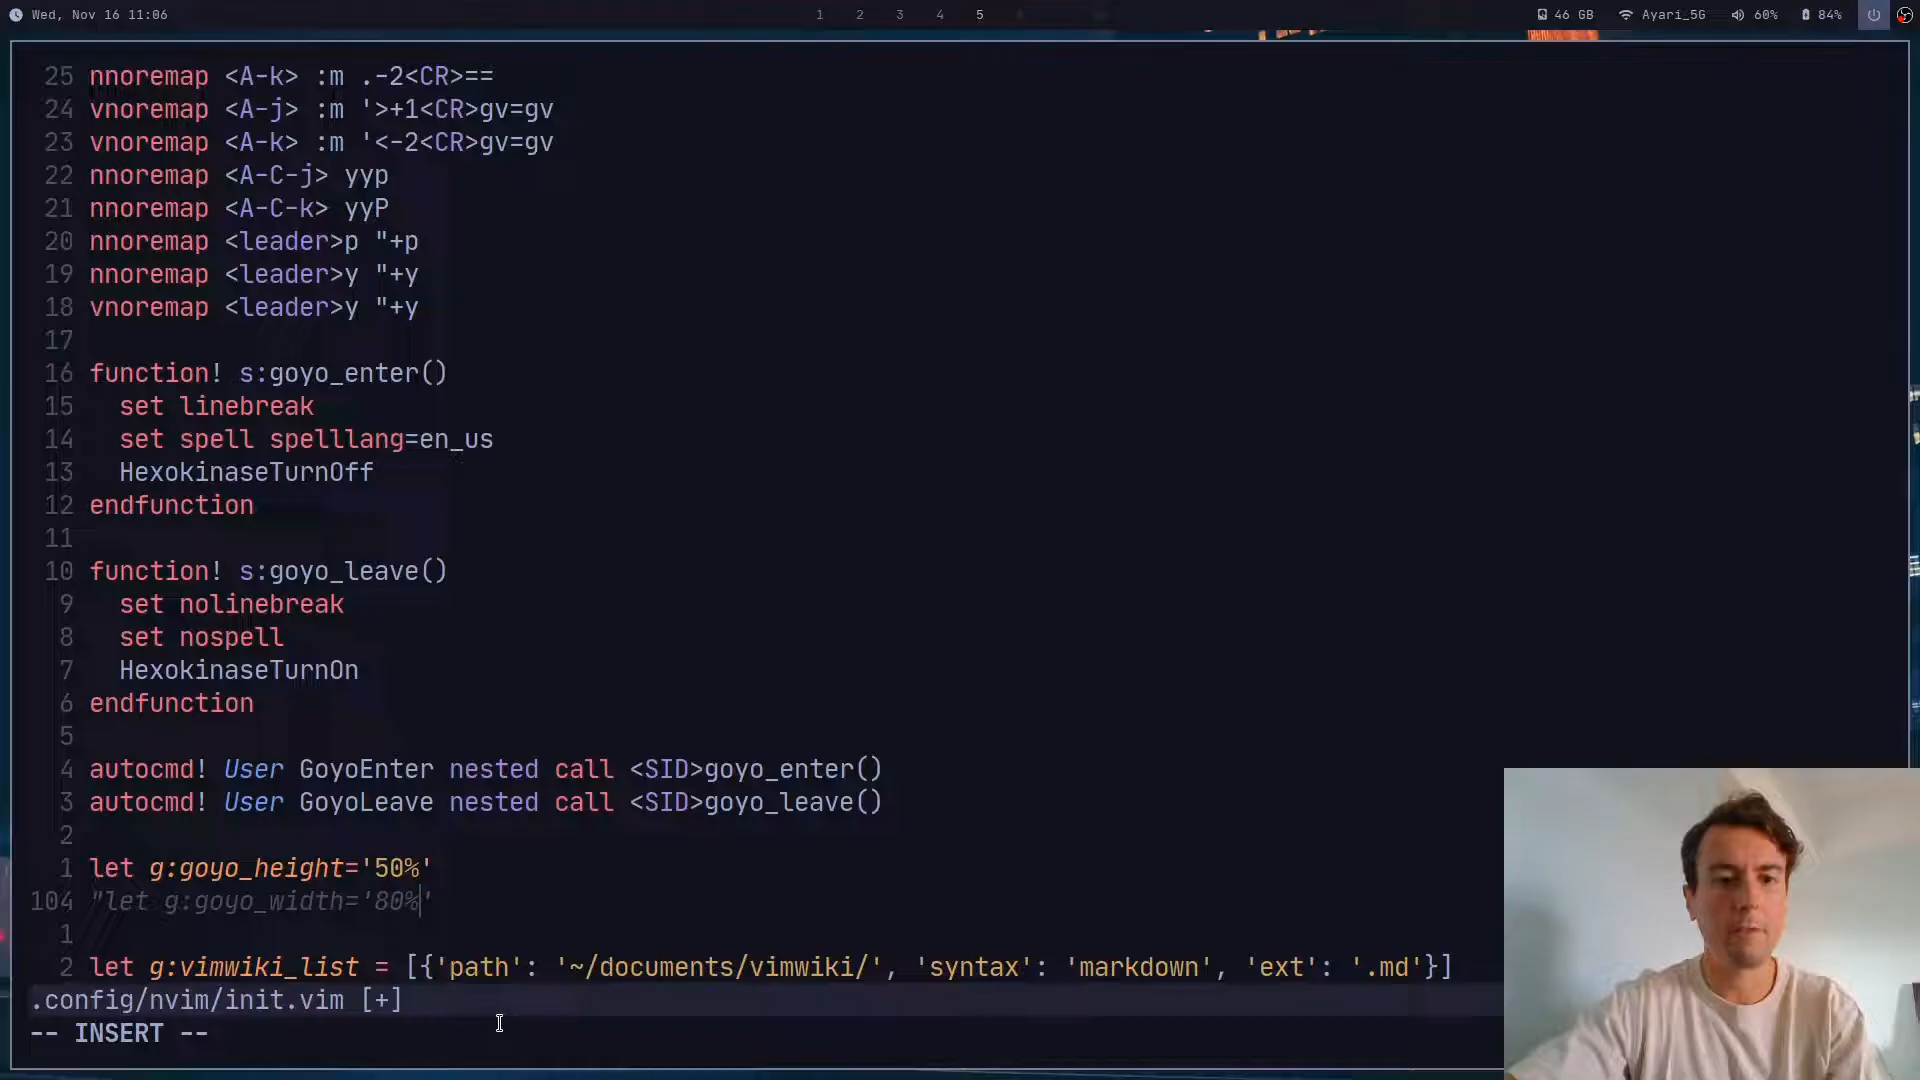 Wed, Nov 16 11:06 1 2 3 4 5 46 GB Ayari_5G 60% 84%
25 nnoremap <A-k> :m .-2<CR>==
24 vnoremap <A-j> :m '>+1<CR>gv=gv
23 vnoremap <A-k> :m '<-2<CR>gv=gv
22 nnoremap <A-C-j> yyp
21 nnoremap <A-C-k> yyP
20 nnoremap <leader>p "+p
19 nnoremap <leader>y "+y
18 vnoremap <leader>y "+y
17
16 function! s:goyo_enter()
15 set linebreak
14 set spell spelllang=en_us
13 HexokinaseTurnOff
12 endfunction
11
10 function! s:goyo_leave()
9 set nolinebreak
8 set nospell
7 HexokinaseTurnOn
6 endfunction
5
4 autocmd! User GoyoEnter nested call <SID>goyo_enter()
3 autocmd! User GoyoLeave nested call <SID>goyo_leave()
2
1 let g:goyo_height='50%'
104 "let g:goyo_width='80%'
1
2 let g:vimwiki_list = [{'path': '~/documents/vimwiki/', 'syntax': 'markdown', 'ext': '.md'}]
.config/nvim/init.vim [+]
-- INSERT --